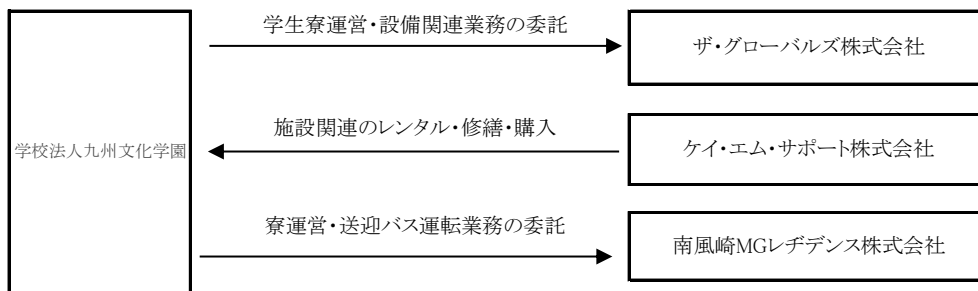 学生寮運営・設備関連業務の委託
ザ・グローバルズ株式会社
施設関連のレンタル・修繕・購入
学校法人九州文化学園
ケイ・エム・サポート株式会社
寮運営・送迎バス運転業務の委託
南風崎MGレヂデンス株式会社